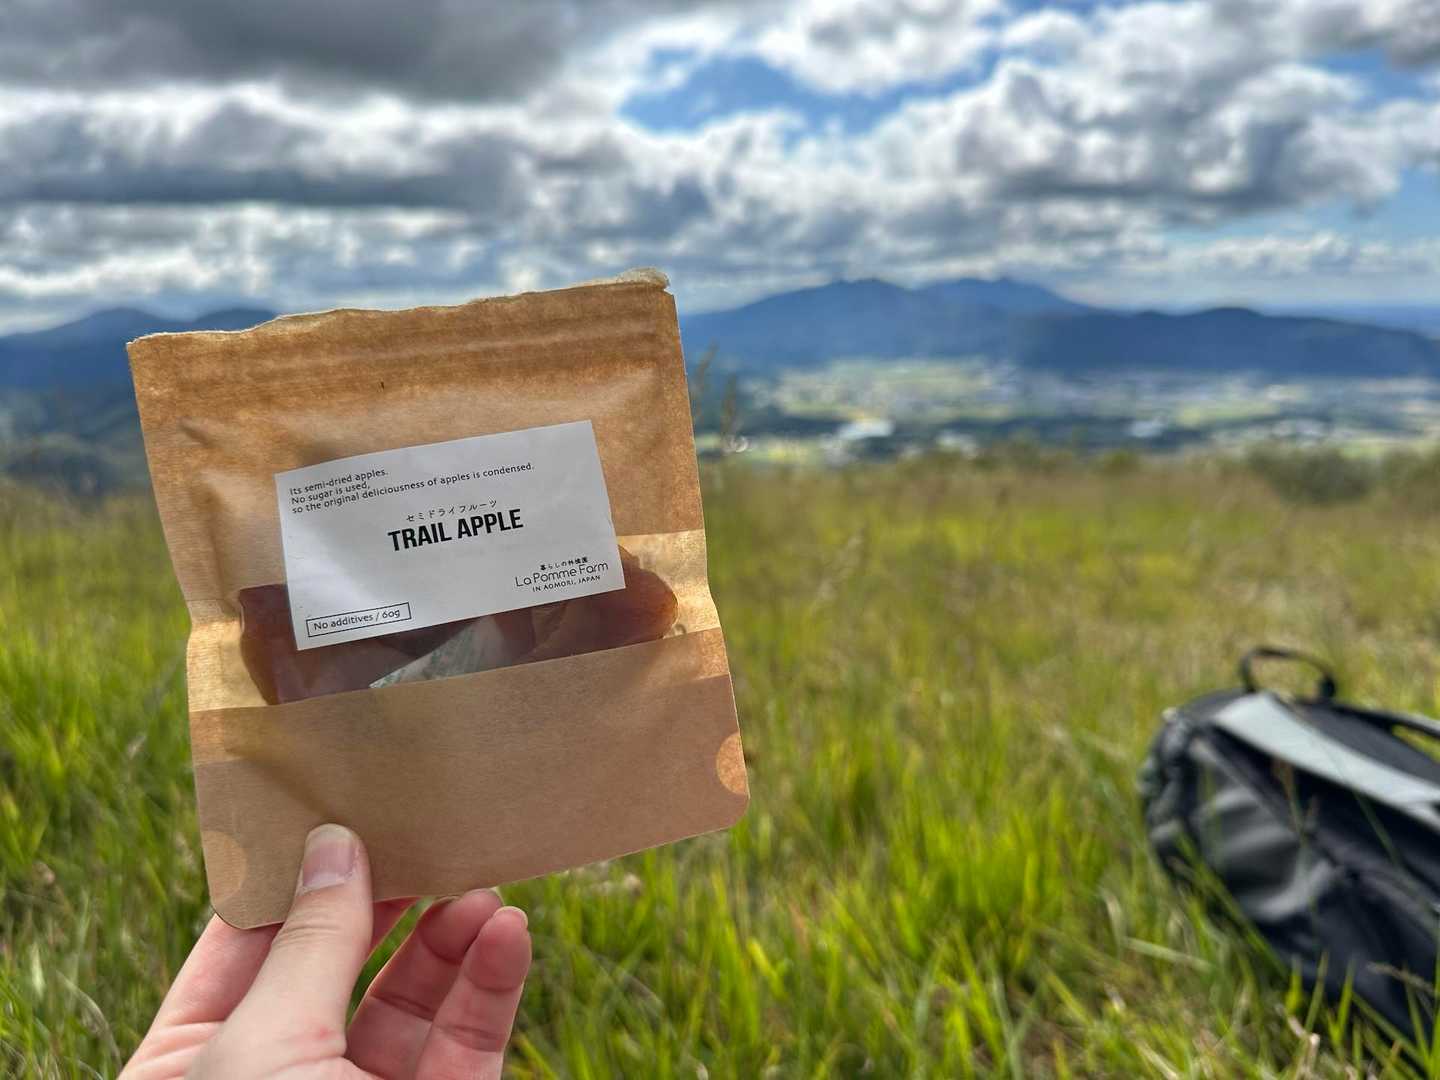 Its semi-dried apples.
No sugar is used,
so the original deliciousness of apples is condensed.
セミドライフルーツ
TRAIL APPLE
暮らしの林檎園
La Pomme Farm
IN AOMORI, JAPAN
No additives / 60g